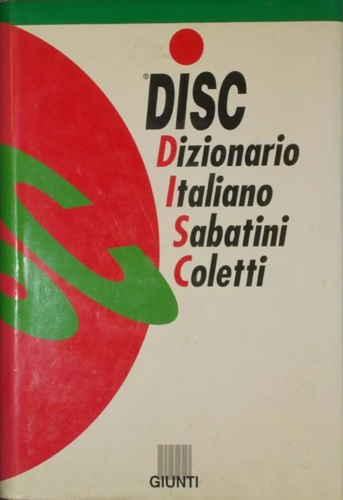 ® DISC
Dizionario
Italiano
Sabatini
Coletti
GIUNTI